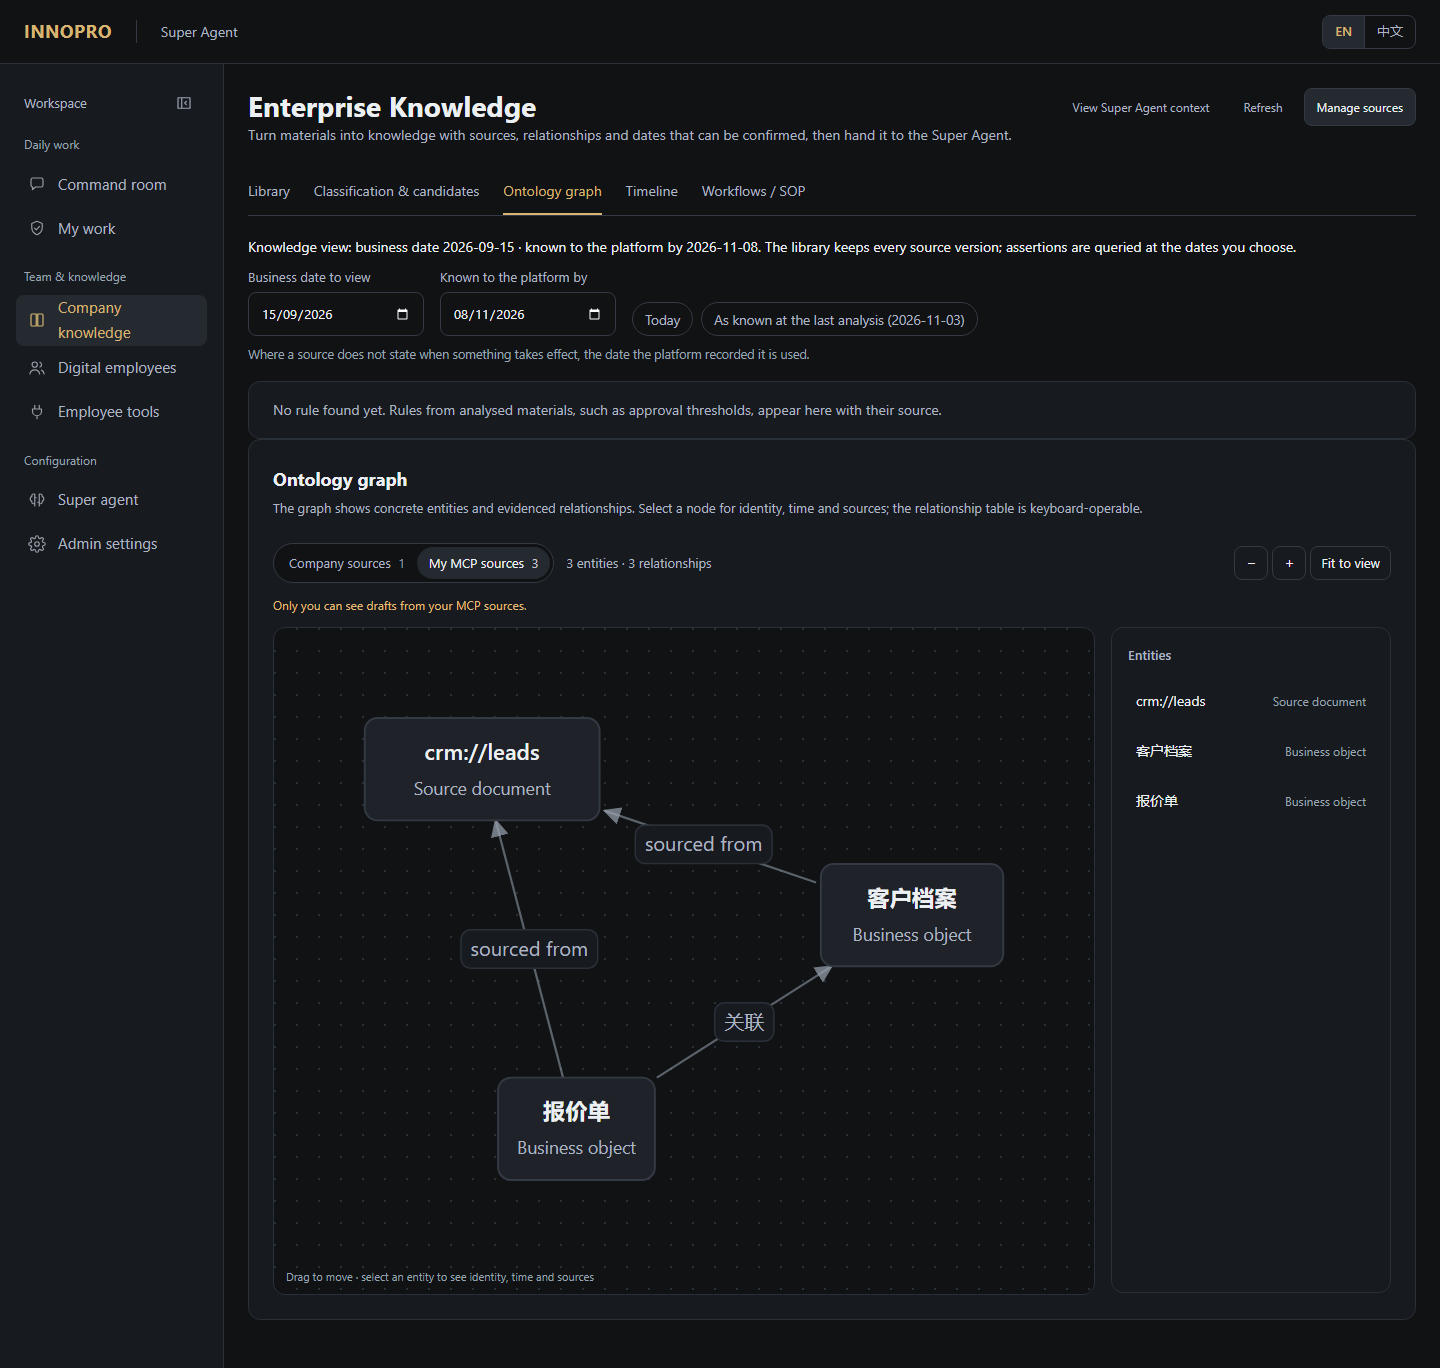 INNOPRO
Super Agent
EN
中文
Workspace
Daily work
Command room
My work
Team & knowledge
Company
knowledge
Digital employees
Employee tools
Configuration
Super agent
Admin settings
Enterprise Knowledge
Turn materials into knowledge with sources, relationships and dates that can be confirmed, then hand it to the Super Agent.
View Super Agent context
Refresh
Manage sources
Library
Classification & candidates
Ontology graph
Timeline
Workflows / SOP
Knowledge view: business date 2026-09-15 · known to the platform by 2026-11-08. The library keeps every source version; assertions are queried at the dates you choose.
Business date to view
Known to the platform by
15/09/2026
08/11/2026
Today
As known at the last analysis (2026-11-03)
Where a source does not state when something takes effect, the date the platform recorded it is used.
No rule found yet. Rules from analysed materials, such as approval thresholds, appear here with their source.
Ontology graph
The graph shows concrete entities and evidenced relationships. Select a node for identity, time and sources; the relationship table is keyboard-operable.
Company sources 1
My MCP sources 3
3 entities · 3 relationships
−
+
Fit to view
Only you can see drafts from your MCP sources.
crm://leads
Source document
sourced from
客户档案
Business object
sourced from
关联
报价单
Business object
Drag to move · select an entity to see identity, time and sources
Entities
crm://leads
Source document
客户档案
Business object
报价单
Business object